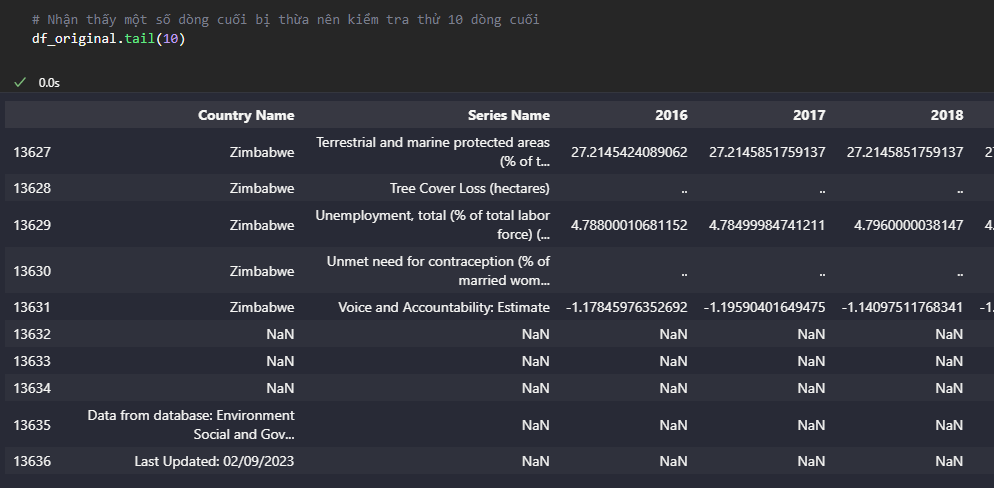 # Nhận thấy một số dòng cuối bị thừa nên kiểm tra thử 10 dòng cuối
df_original.tail(10)
0.0s
Country Name Series Name 2016 2017 2018
13627 Zimbabwe Terrestrial and marine protected areas (% of t... 27.2145424089062 27.2145851759137 27.2145851759137 27
13628 Zimbabwe Tree Cover Loss (hectares) .. .. ..
13629 Zimbabwe Unemployment, total (% of total labor force) (... 4.78800010681152 4.78499984741211 4.7960000038147 4.
13630 Zimbabwe Unmet need for contraception (% of married wom... .. .. ..
13631 Zimbabwe Voice and Accountability: Estimate -1.17845976352692 -1.19590401649475 -1.14097511768341 -1.
13632 NaN NaN NaN NaN NaN
13633 NaN NaN NaN NaN NaN
13634 NaN NaN NaN NaN NaN
13635 Data from database: Environment Social and Gov... NaN NaN NaN NaN
13636 Last Updated: 02/09/2023 NaN NaN NaN NaN